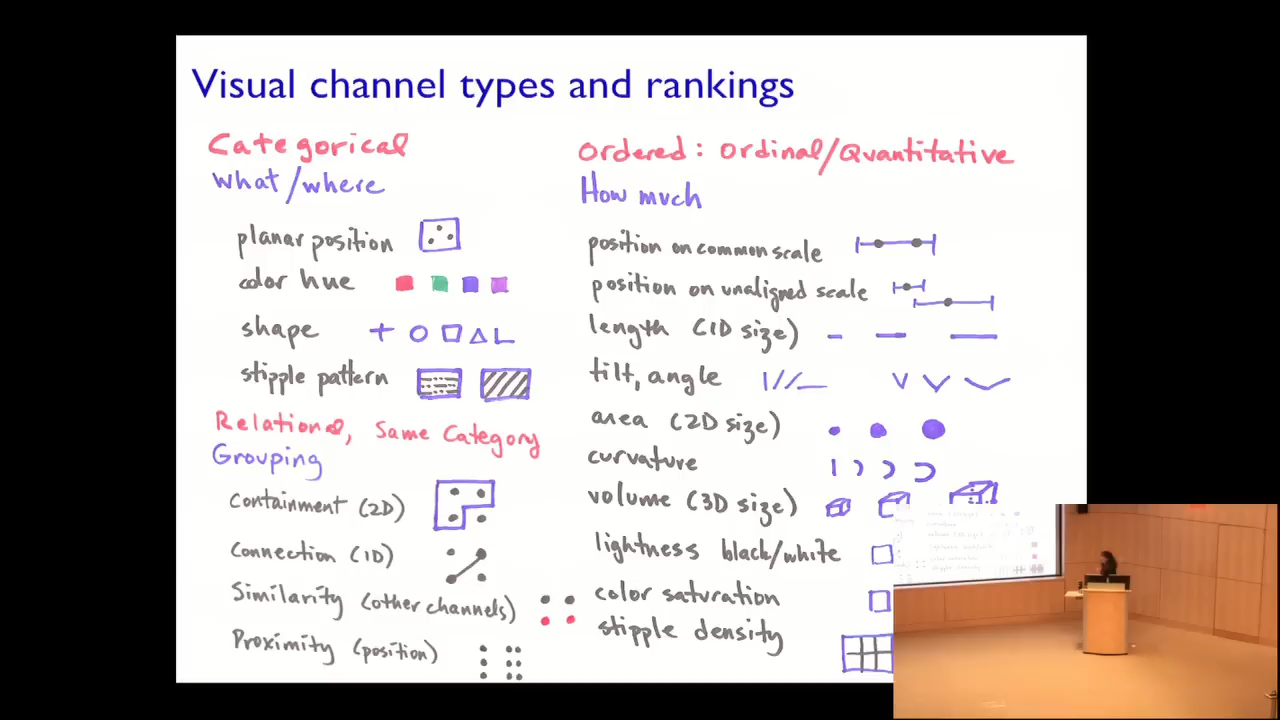 Visual channel types and rankings
Categorical
What/where
planar position
color hue
shape
stipple pattern
Relational, Same Category
Grouping
Containment (2D)
Connection (1D)
Similarity (other channels)
Proximity (position)
Ordered: Ordinal/Quantitative
How much
position on common scale
position on unaligned scale
length (1D size)
tilt, angle
area (2D size)
curvature
volume (3D size)
lightness black/white
color saturation
stipple density